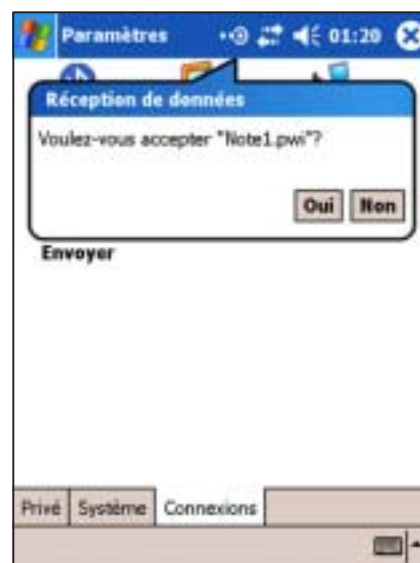 Paramètres 01:20
Réception de données
Voulez-vous accepter "Note1.pwi"?
Oui Non
Envoyer
Privé Système Connexions